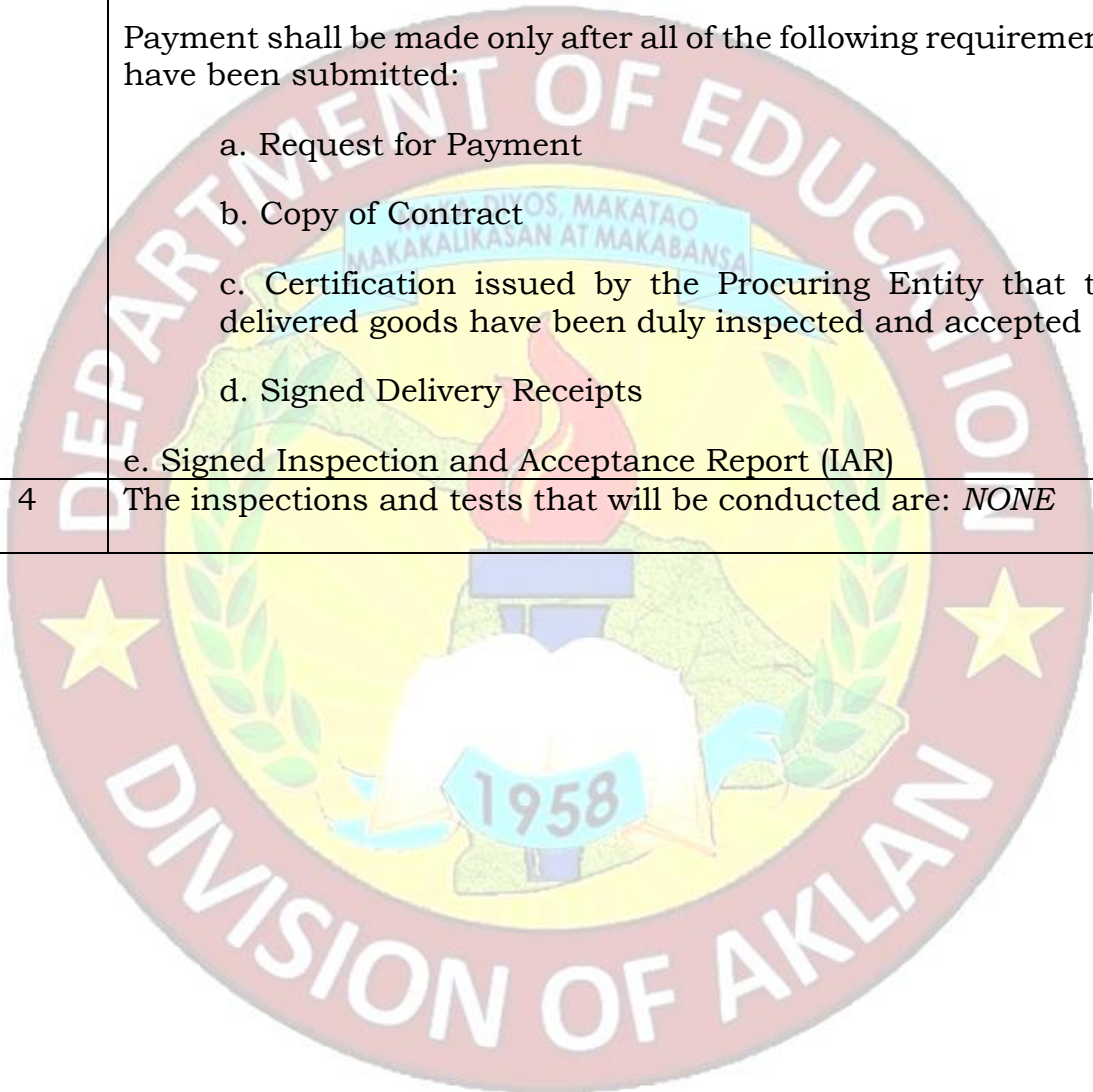 Payment shall be made only after all of the following
have been submitted:
a. Request for Payment
b. Copy of Contract
c. Certification issued by the Procuring Entity that
delivered goods have been duly inspected and accepted
d. Signed Delivery Receipts
e. Signed Inspection and Acceptance Report (IAR)
4 The inspections and tests that will be conducted are: NONE
DEPARTMENT OF EDUCATION
MAKATAO
MAKAKALIKASAN AT MAKABANSA
1958
DIVISION OF AKLAN